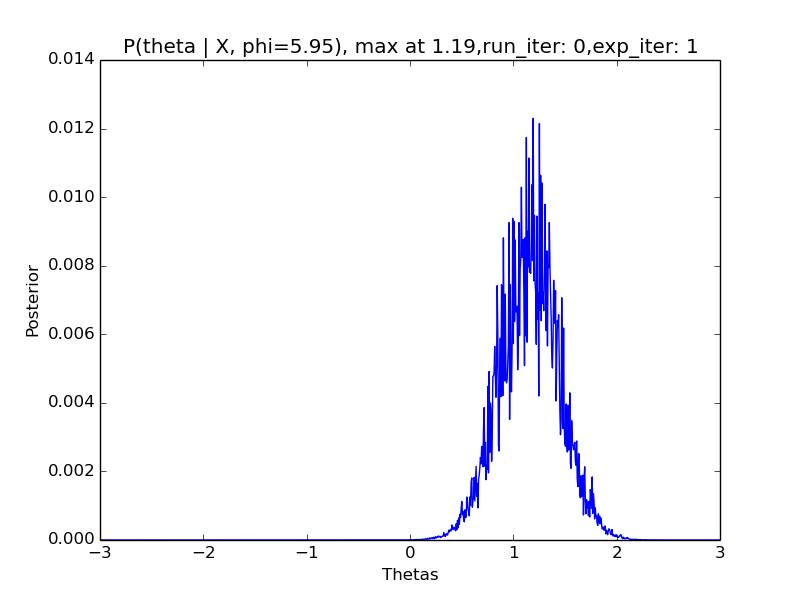 P(theta | X, phi=5.95), max at 1.19,run_iter: 0,exp_iter: 1
0.014
0.012
0.010
0.008
0.006
0.004
0.002
0.000
Posterior
−3 −2 −1 0 1 2 3
Thetas